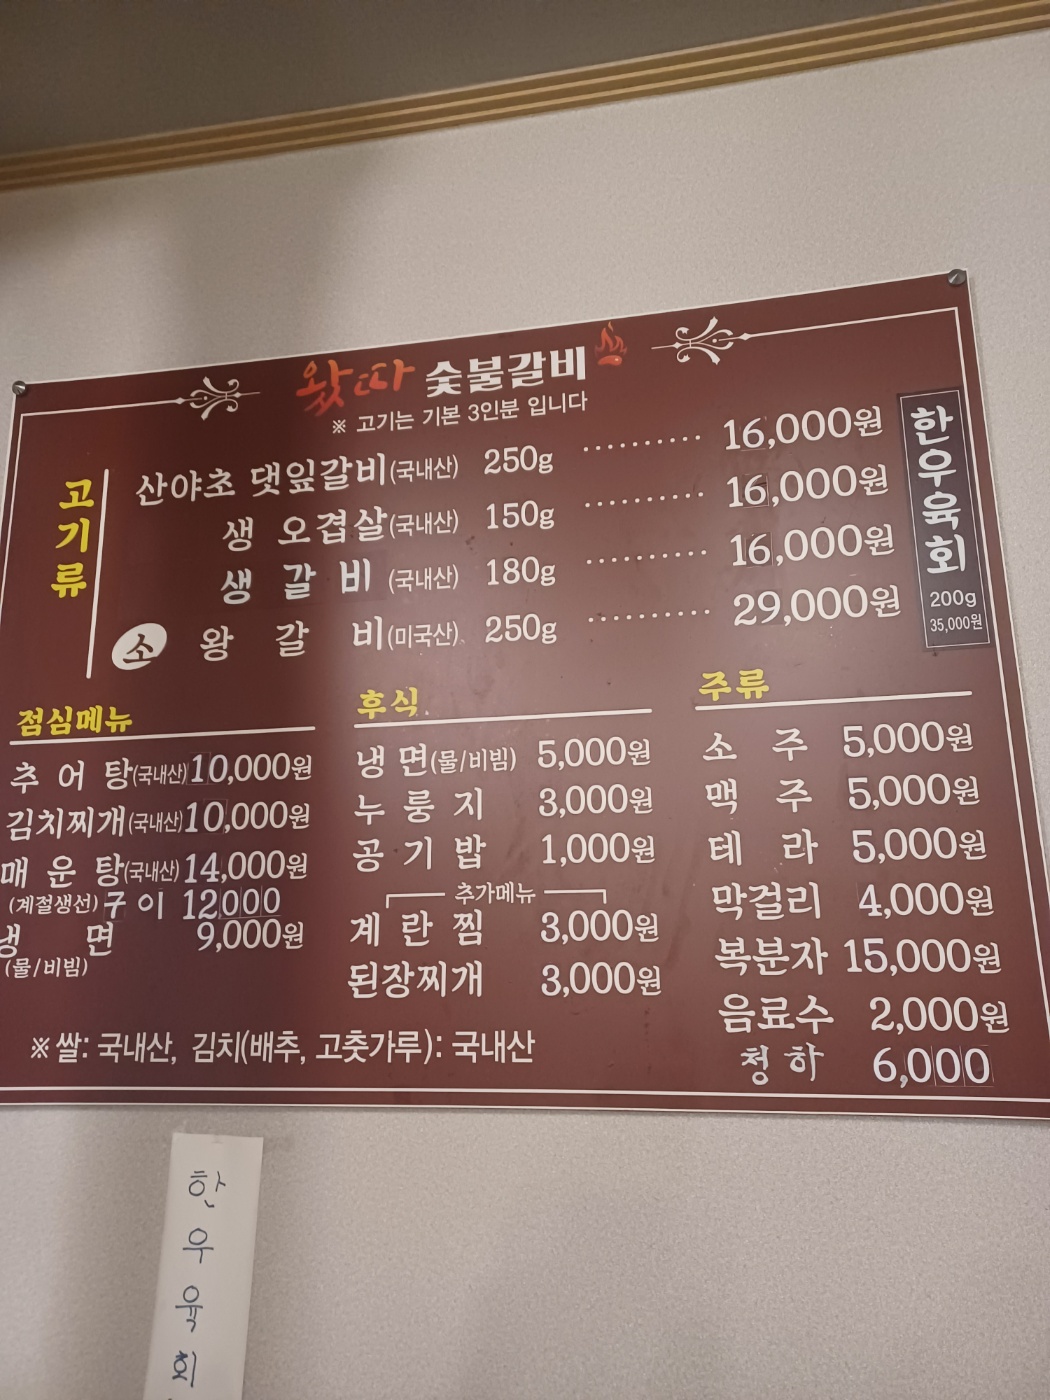 왔따 숯불갈비
※ 고기는 기본 3인분 입니다
고기류
산야초 댓잎갈비(국내산) 250g ········· 16,000원
생 오겹살(국내산) 150g ········· 16,000원
생 갈 비 (국내산) 180g ········· 16,000원
소 왕 갈 비(미국산) 250g ········· 29,000원
한우육회
200g
35,000원
점심메뉴
추 어 탕(국내산) 10,000원
김치찌개(국내산) 10,000원
매 운 탕(국내산) 14,000원
(계절생선) 구 이 12000
냉 면 9,000원
(물/비빔)
후식
냉 면(물/비빔) 5,000원
누 룽 지 3,000원
공 기 밥 1,000원
추가메뉴
계 란 찜 3,000원
된장찌개 3,000원
주류
소 주 5,000원
맥 주 5,000원
테 라 5,000원
막걸리 4,000원
복분자 15,000원
음료수 2,000원
청하 6,000
※ 쌀: 국내산, 김치(배추, 고춧가루): 국내산
한
우
육
회